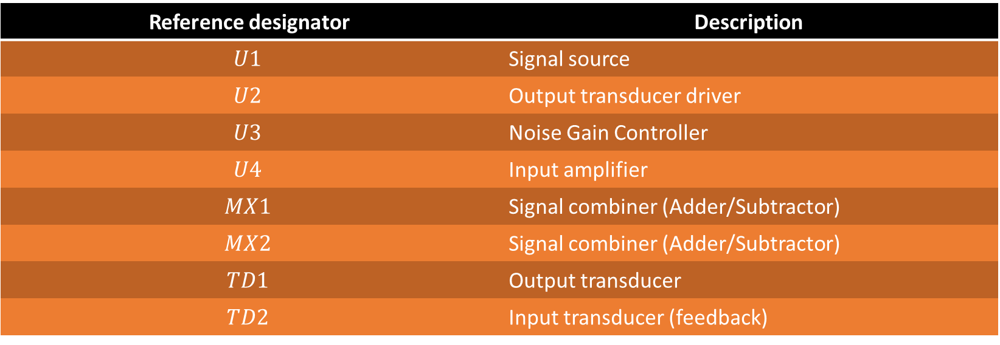 Reference designator Description
U1 Signal source
U2 Output transducer driver
U3 Noise Gain Controller
U4 Input amplifier
MX1 Signal combiner (Adder/Subtractor)
MX2 Signal combiner (Adder/Subtractor)
TD1 Output transducer
TD2 Input transducer (feedback)